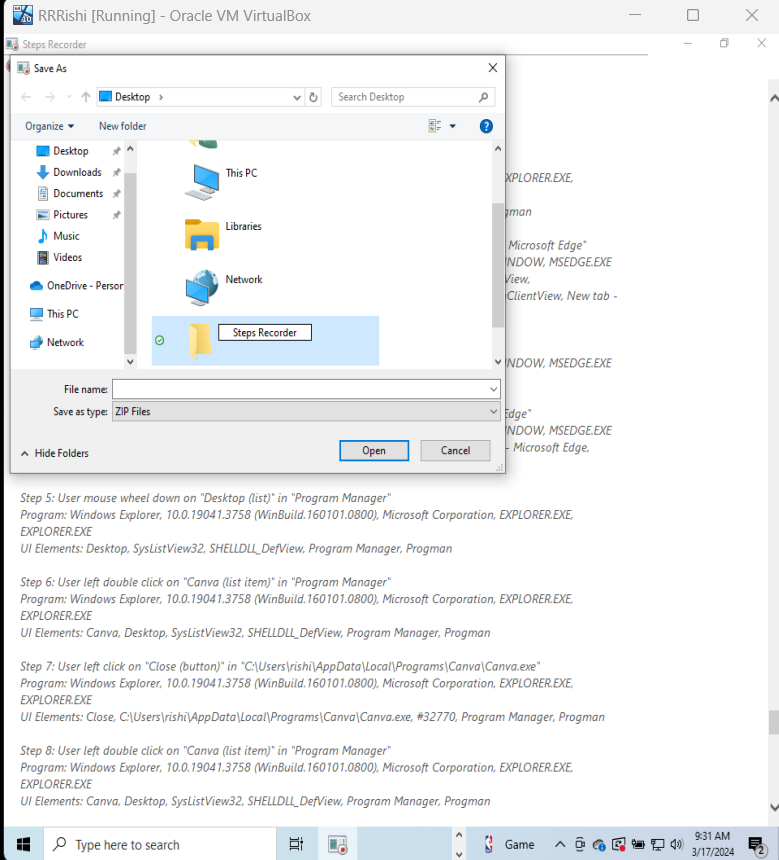 RRRishi [Running] - Oracle VM VirtualBox
Steps Recorder
Save As
Desktop
Search Desktop
Organize
New folder
Desktop
Downloads
Documents
Pictures
Music
Videos
OneDrive - Person
This PC
Network
This PC
Libraries
Network
Steps Recorder
File name:
Save as type: ZIP Files
Hide Folders
Open
Cancel
EXPLORER.EXE,
Microsoft Edge"
MSEDGE.EXE
ClientView, New tab -
MSEDGE.EXE
Edge"
MSEDGE.EXE
- Microsoft Edge,
Step 5: User mouse wheel down on "Desktop (list)" in "Program Manager"
Program: Windows Explorer, 10.0.19041.3758 (WinBuild.160101.0800), Microsoft Corporation, EXPLORER.EXE,
EXPLORER.EXE
UI Elements: Desktop, SysListView32, SHELLDLL_DefView, Program Manager, Progman
Step 6: User left double click on "Canva (list item)" in "Program Manager"
Program: Windows Explorer, 10.0.19041.3758 (WinBuild.160101.0800), Microsoft Corporation, EXPLORER.EXE,
EXPLORER.EXE
UI Elements: Canva, Desktop, SysListView32, SHELLDLL_DefView, Program Manager, Progman
Step 7: User left click on "Close (button)" in "C:\Users\rishi\AppData\Local\Programs\Canva\Canva.exe"
Program: Windows Explorer, 10.0.19041.3758 (WinBuild.160101.0800), Microsoft Corporation, EXPLORER.EXE,
EXPLORER.EXE
UI Elements: Close, C:\Users\rishi\AppData\Local\Programs\Canva\Canva.exe, #32770, Program Manager, Progman
Step 8: User left double click on "Canva (list item)" in "Program Manager"
Program: Windows Explorer, 10.0.19041.3758 (WinBuild.160101.0800), Microsoft Corporation, EXPLORER.EXE,
EXPLORER.EXE
UI Elements: Canva, Desktop, SysListView32, SHELLDLL_DefView, Program Manager, Progman
Type here to search
Game
9:31 AM
3/17/2024
2